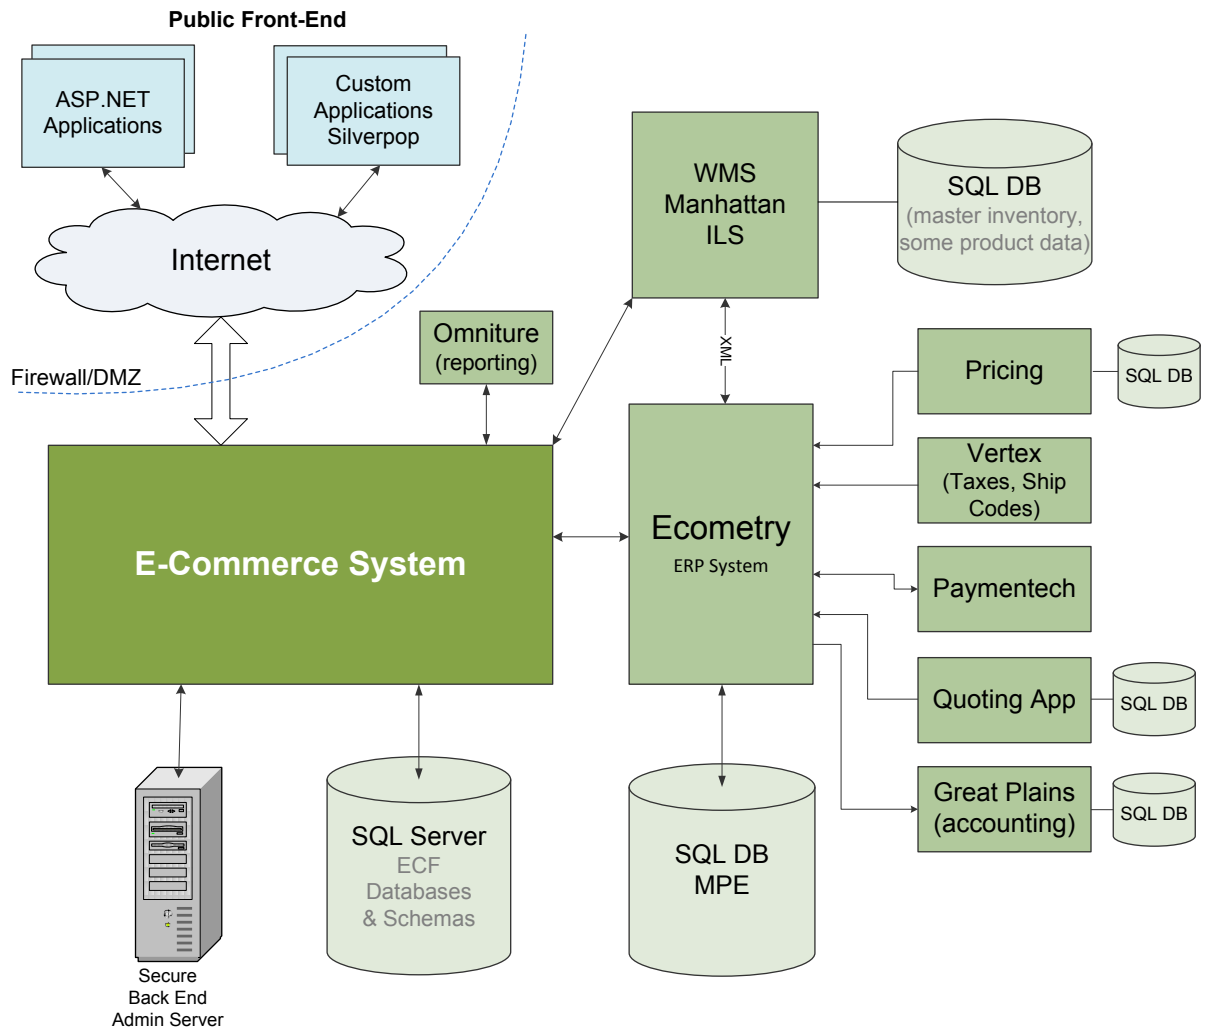 Public Front-End
ASP.NET
Applications
Custom
Applications
Silverpop
Internet
Firewall/DMZ
Omniture
(reporting)
WMS
Manhattan
ILS
SQL DB
(master inventory,
some product data)
XML
Pricing
SQL DB
Vertex
(Taxes, Ship
Codes)
E-Commerce System
Ecometry
ERP System
Paymentech
Quoting App
SQL DB
Great Plains
(accounting)
SQL DB
SQL Server
ECF
Databases
& Schemas
SQL DB
MPE
Secure
Back End
Admin Server